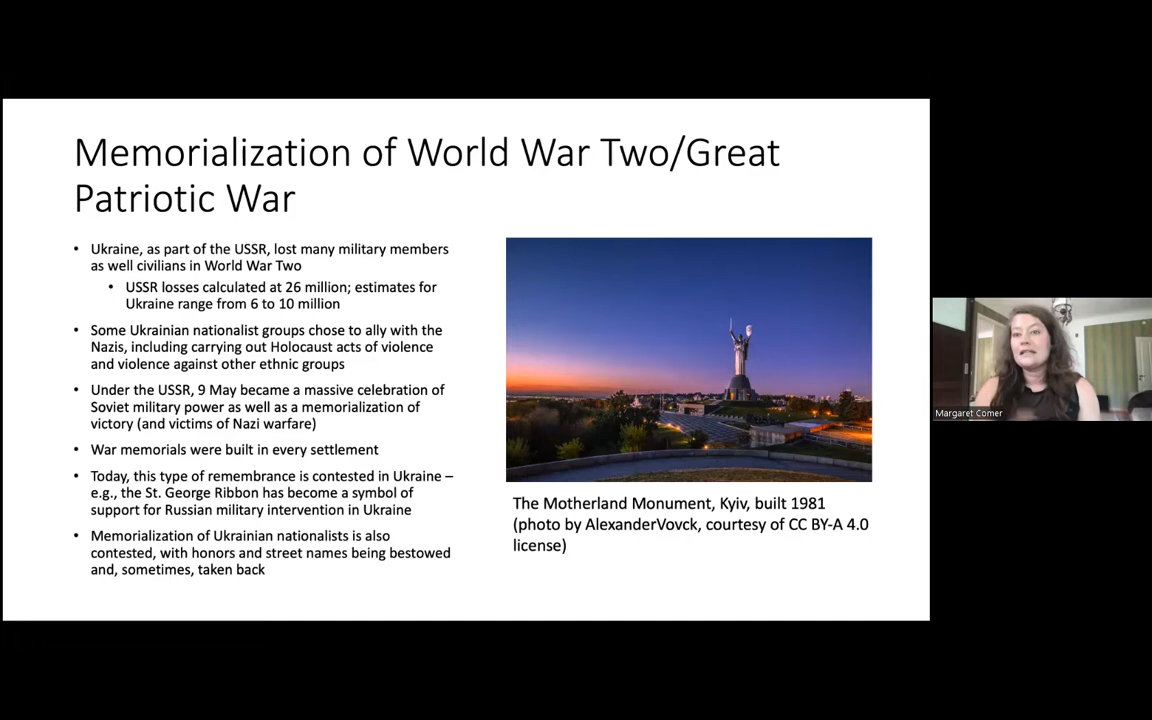 Memorialization of World War Two/Great
Patriotic War
• Ukraine, as part of the USSR, lost many military members
as well civilians in World War Two
• USSR losses calculated at 26 million; estimates for
Ukraine range from 6 to 10 million
• Some Ukrainian nationalist groups chose to ally with the
Nazis, including carrying out Holocaust acts of violence
and violence against other ethnic groups
• Under the USSR, 9 May became a massive celebration of
Soviet military power as well as a memorialization of
victory (and victims of Nazi warfare)
• War memorials were built in every settlement
• Today, this type of remembrance is contested in Ukraine –
e.g., the St. George Ribbon has become a symbol of
support for Russian military intervention in Ukraine
• Memorialization of Ukrainian nationalists is also
contested, with honors and street names being bestowed
and, sometimes, taken back
The Motherland Monument, Kyiv, built 1981
(photo by AlexanderVovck, courtesy of CC BY-A 4.0
license)
Margaret Comer